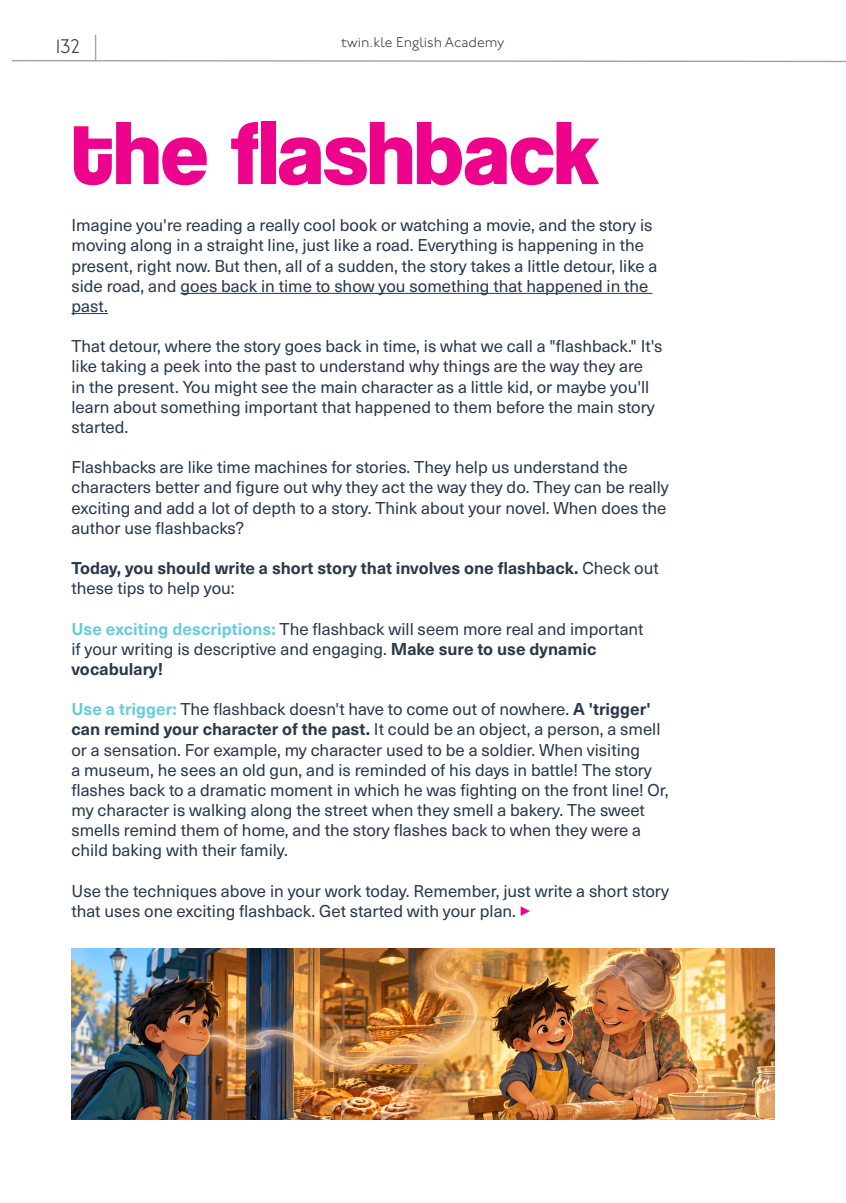 132
twin.kle English Academy
the flashback
Imagine you're reading a really cool book or watching a movie, and the story is
moving along in a straight line, just like a road. Everything is happening in the
present, right now. But then, all of a sudden, the story takes a little detour, like a
side road, and goes back in time to show you something that happened in the
past.
That detour, where the story goes back in time, is what we call a "flashback." It's
like taking a peek into the past to understand why things are the way they are
in the present. You might see the main character as a little kid, or maybe you'll
learn about something important that happened to them before the main story
started.
Flashbacks are like time machines for stories. They help us understand the
characters better and figure out why they act the way they do. They can be really
exciting and add a lot of depth to a story. Think about your novel. When does the
author use flashbacks?
Today, you should write a short story that involves one flashback. Check out
these tips to help you:
Use exciting descriptions: The flashback will seem more real and important
if your writing is descriptive and engaging. Make sure to use dynamic
vocabulary!
Use a trigger: The flashback doesn't have to come out of nowhere. A 'trigger'
can remind your character of the past. It could be an object, a person, a smell
or a sensation. For example, my character used to be a soldier. When visiting
a museum, he sees an old gun, and is reminded of his days in battle! The story
flashes back to a dramatic moment in which he was fighting on the front line! Or,
my character is walking along the street when they smell a bakery. The sweet
smells remind them of home, and the story flashes back to when they were a
child baking with their family.
Use the techniques above in your work today. Remember, just write a short story
that uses one exciting flashback. Get started with your plan. ►